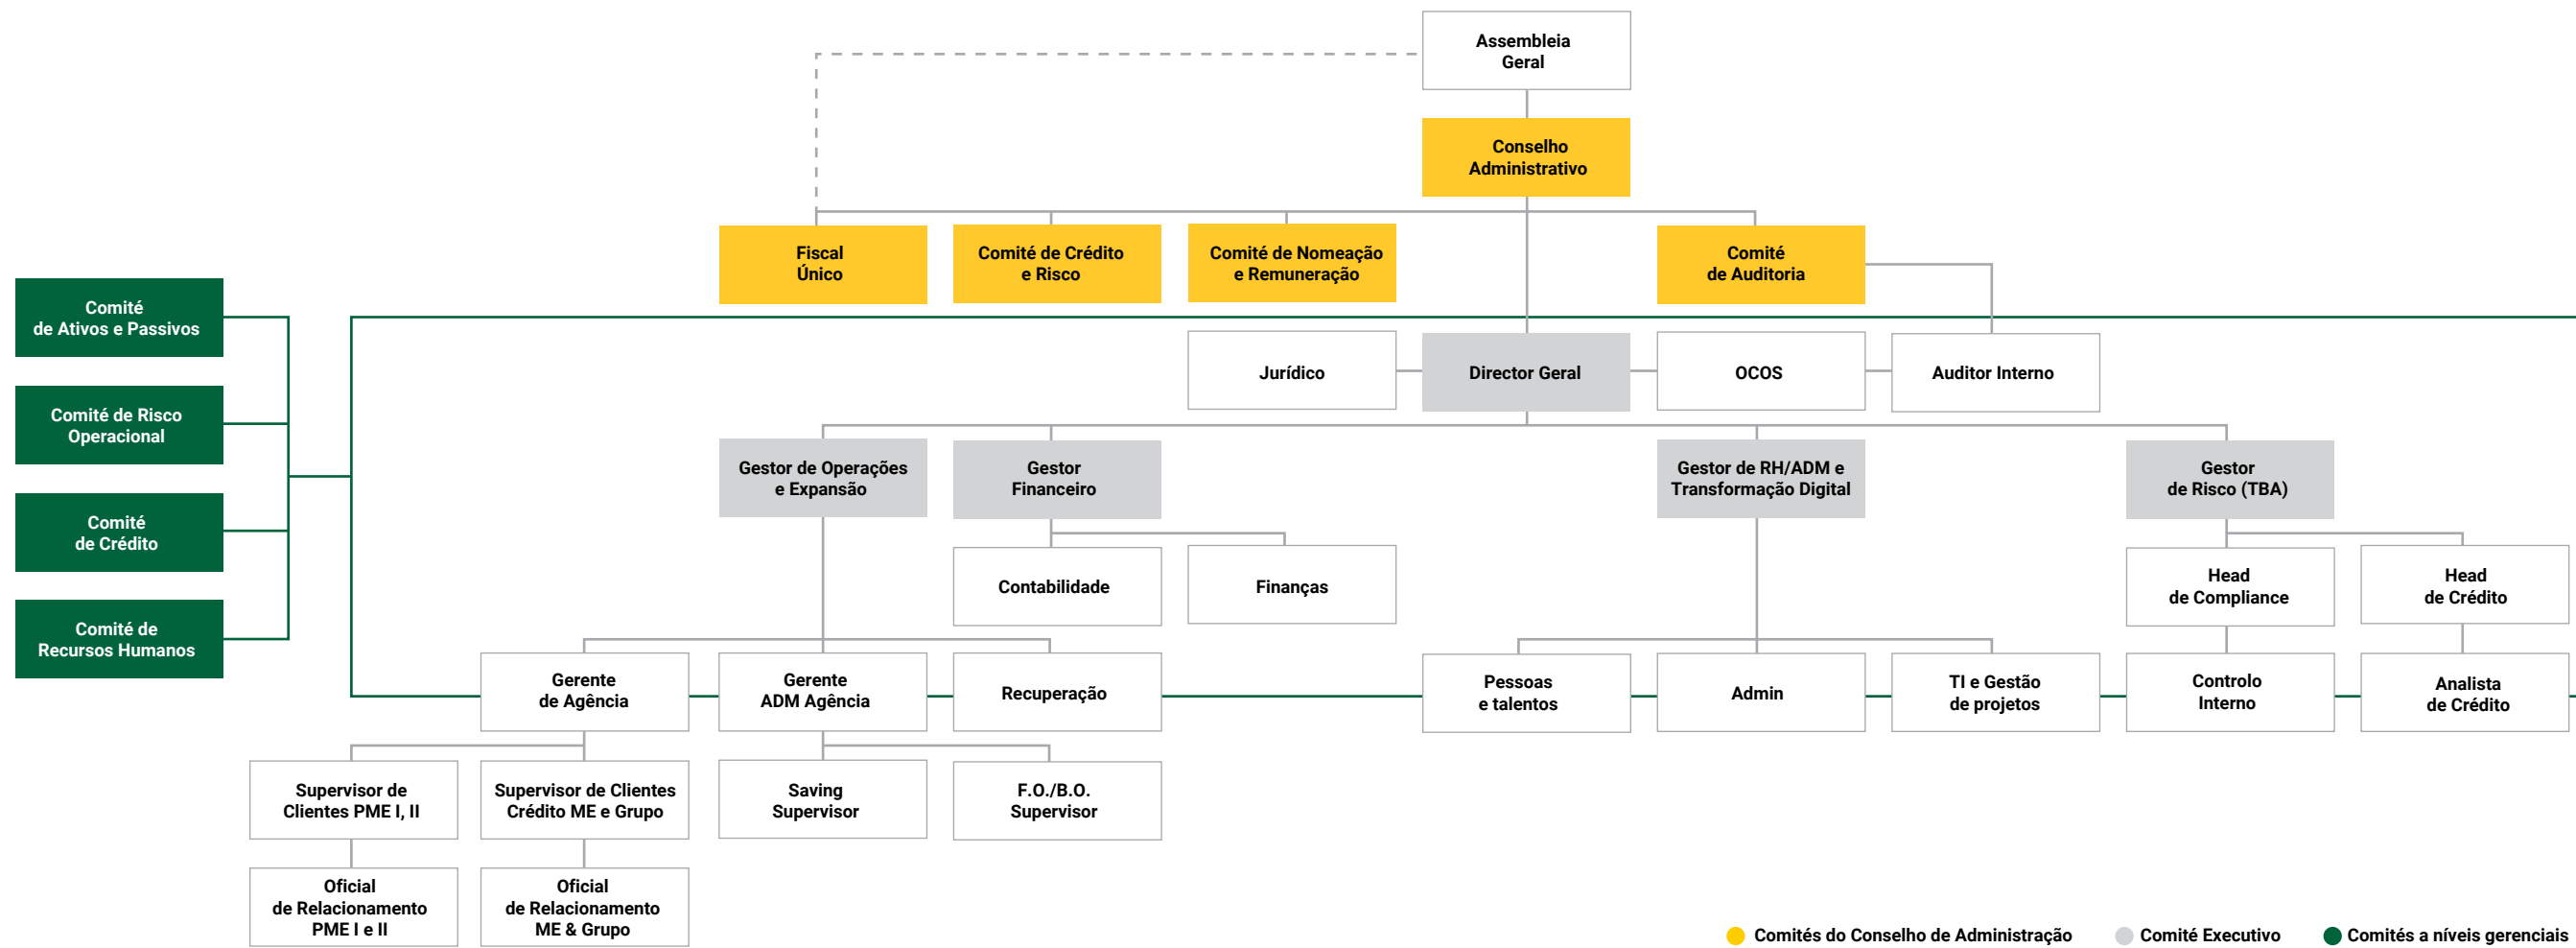 Assembleia
Geral
Conselho
Administrativo
Fiscal
Único
Comité de Crédito
e Risco
Comité de Nomeação
e Remuneração
Comité
de Auditoria
Comité
de Ativos e Passivos
Comité de Risco
Operacional
Comité
de Crédito
Comité de
Recursos Humanos
Jurídico
Director Geral
OCOS
Auditor Interno
Gestor de Operações
e Expansão
Gestor
Financeiro
Gestor de RH/ADM e
Transformação Digital
Gestor
de Risco (TBA)
Contabilidade
Finanças
Head
de Compliance
Head
de Crédito
Gerente
de Agência
Gerente
ADM Agência
Recuperação
Pessoas
e talentos
Admin
TI e Gestão
de projetos
Controlo
Interno
Analista
de Crédito
Supervisor de
Clientes PME I, II
Supervisor de Clientes
Crédito ME e Grupo
Saving
Supervisor
F.O./B.O.
Supervisor
Oficial
de Relacionamento
PME I e II
Oficial
de Relacionamento
ME & Grupo
Comités do Conselho de Administração
Comité Executivo
Comités a níveis gerenciais